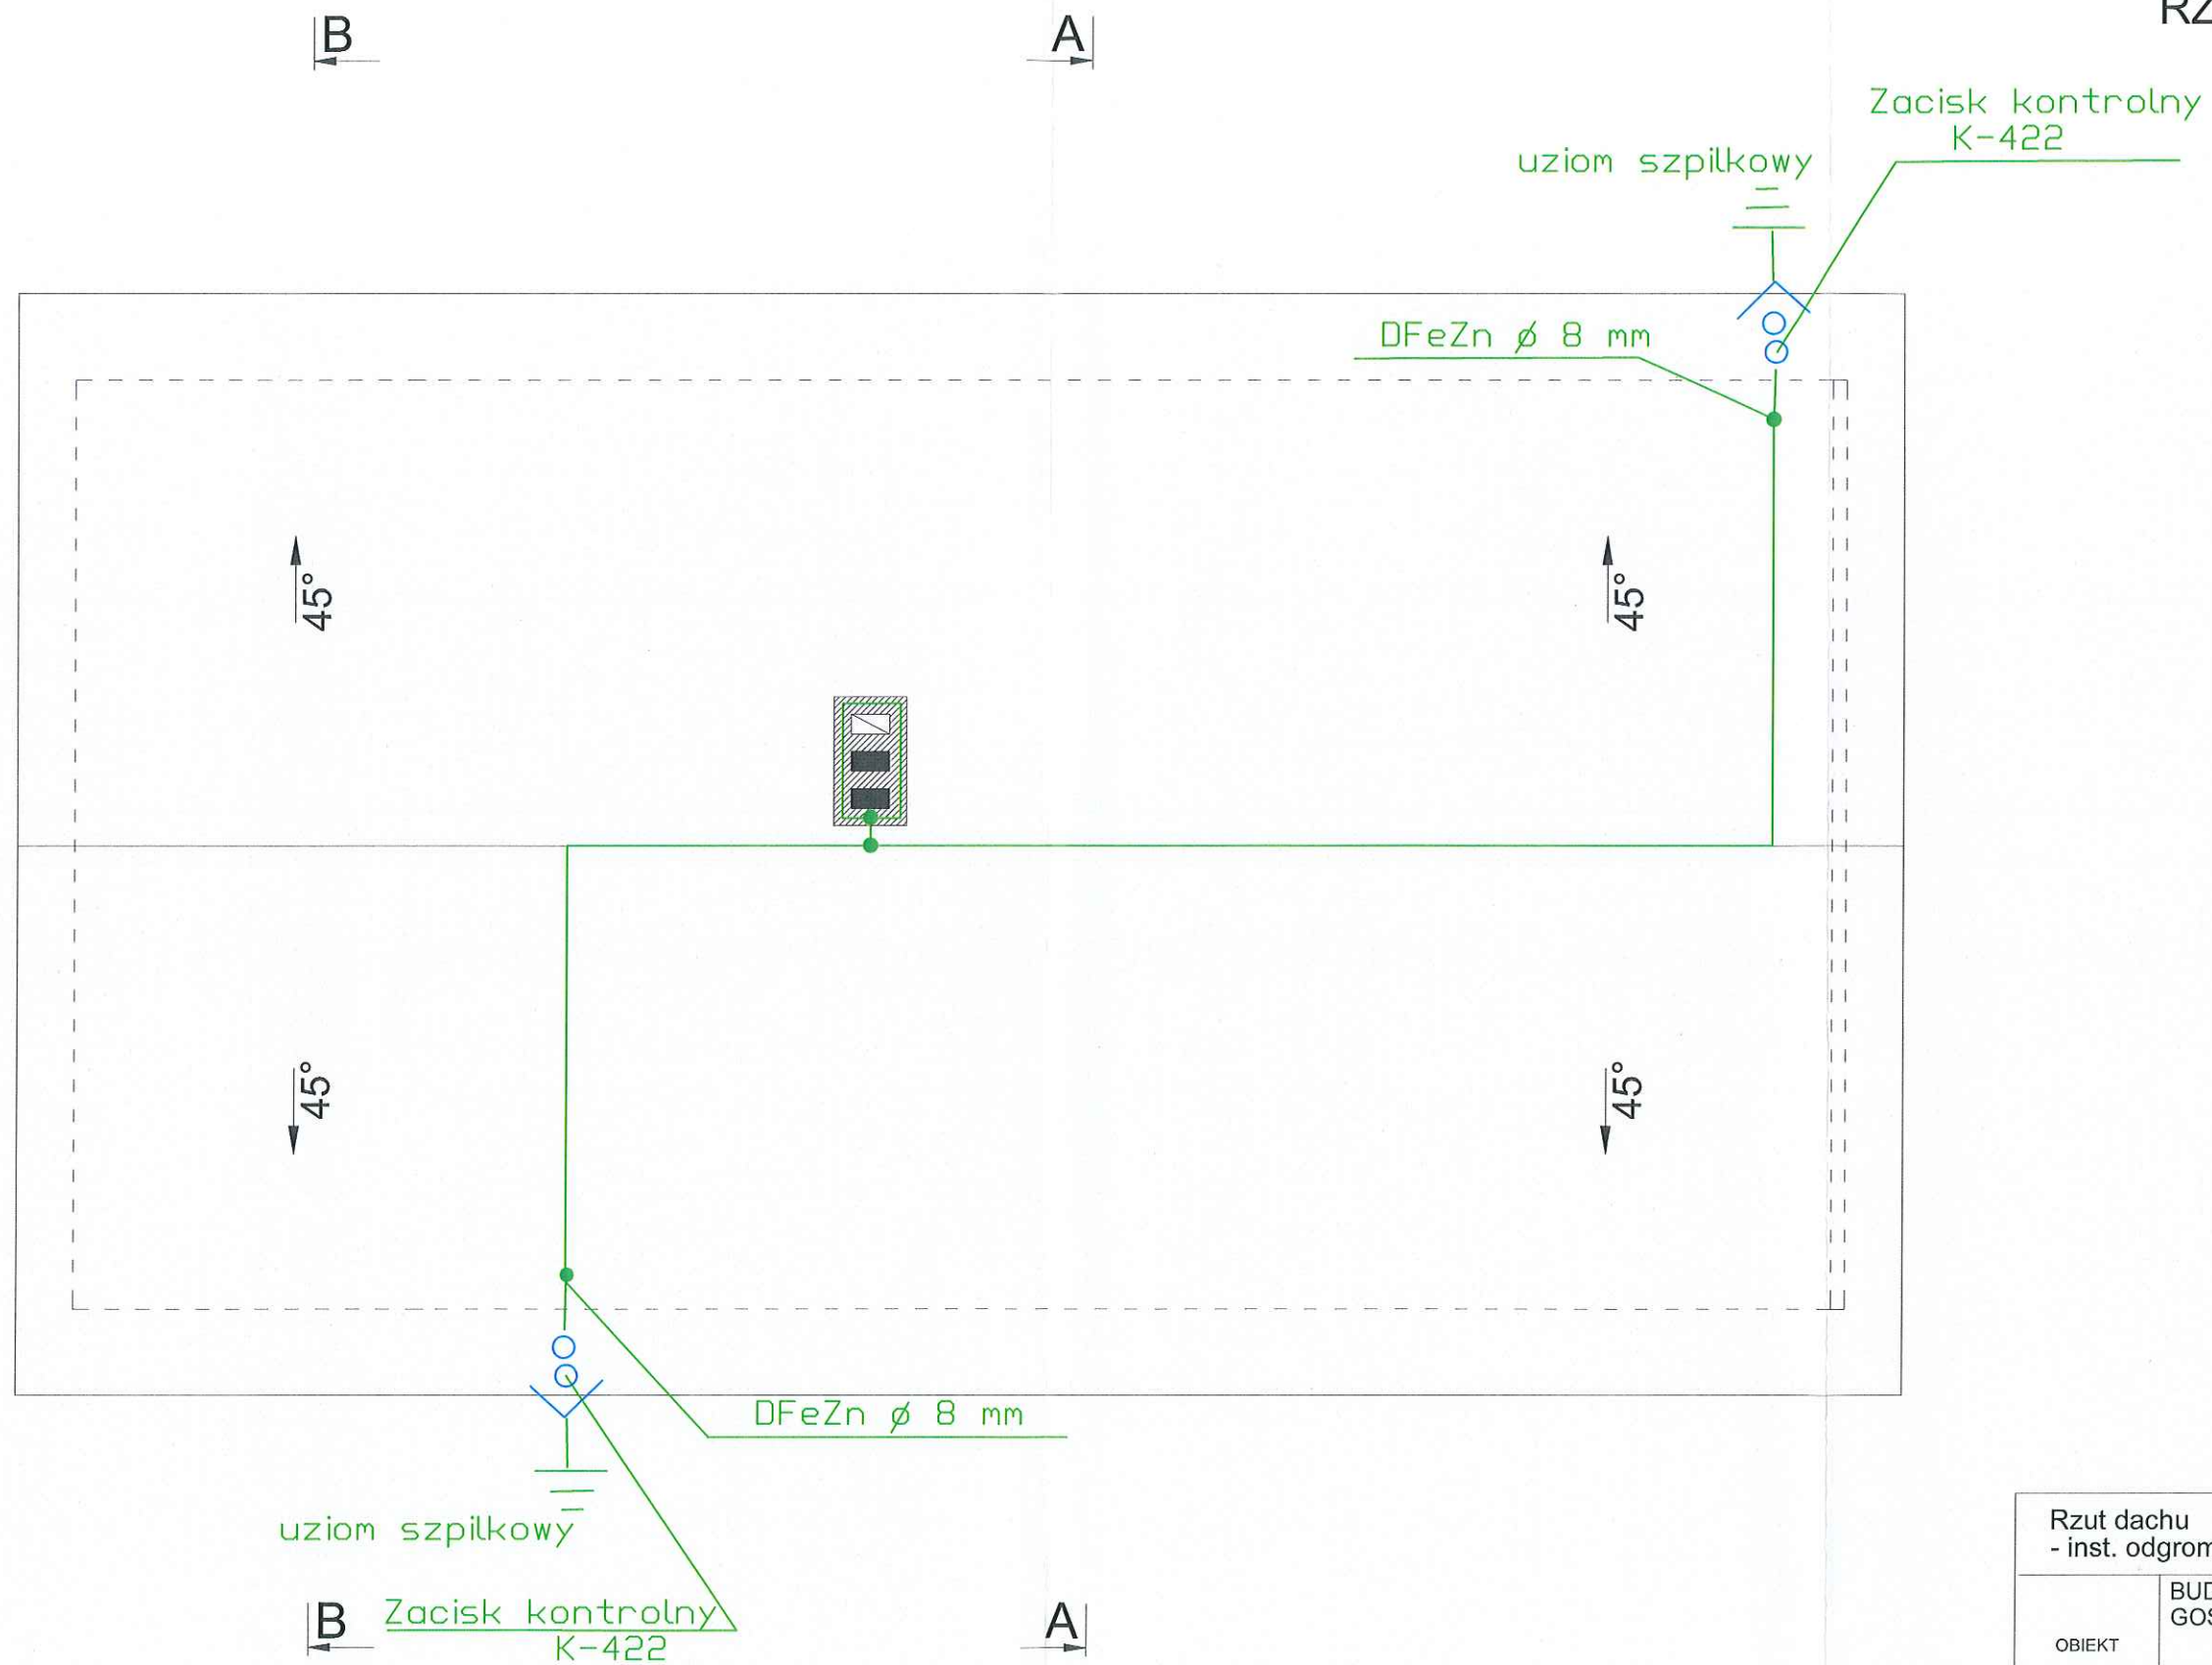 B
A
Zacisk kontrolny
K-422
uziom szpilkowy
DFeZn ø 8 mm
45°
45°
45°
45°
DFeZn ø 8 mm
uziom szpilkowy
Zacisk kontrolny
K-422
B
A
Rzut dachu
- inst. odgrom
BUD
GOS
OBIEKT